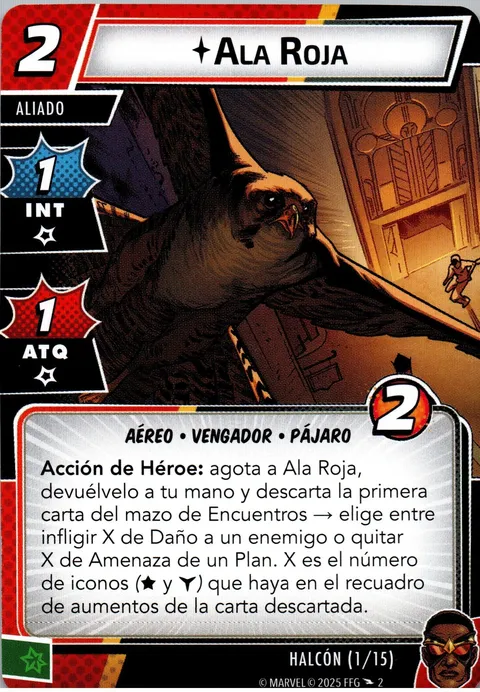 2
Ala Roja
ALIADO
1
INT
1
ATQ
2
AÉREO • VENGADOR • PÁJARO
Acción de Héroe: agota a Ala Roja,
devuélvelo a tu mano y descarta la primera
carta del mazo de Encuentros → elige entre
infligir X de Daño a un enemigo o quitar
X de Amenaza de un Plan. X es el número
de iconos (★ y ) que haya en el recuadro
de aumentos de la carta descartada.
HALCÓN (1/15)
© MARVEL © 2025 FFG 2